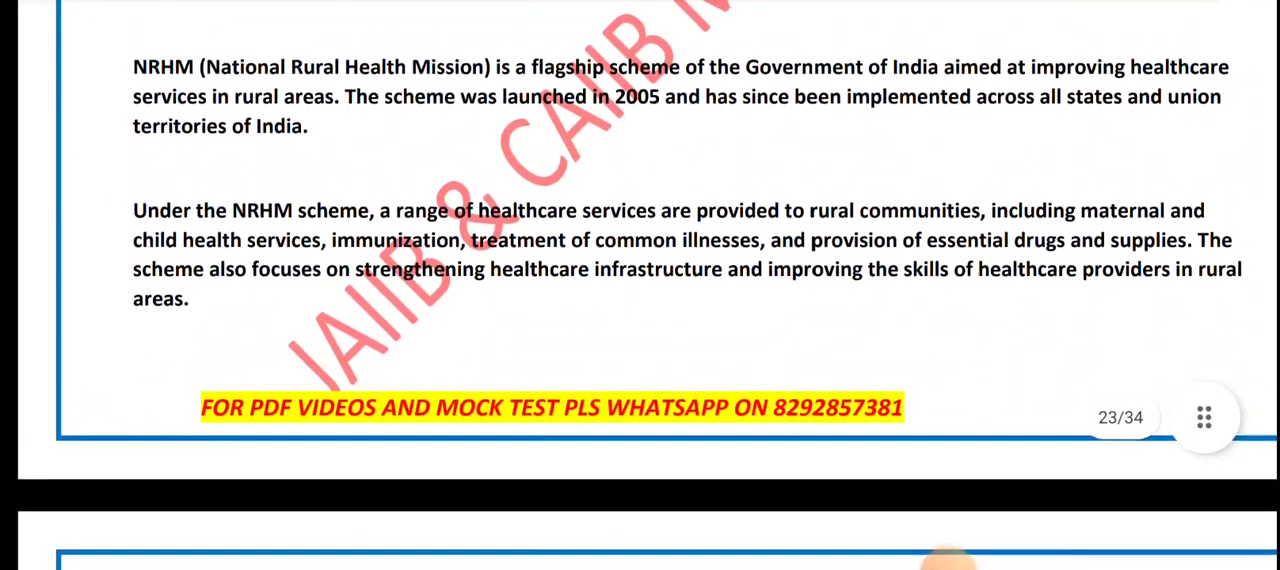 NRHM (National Rural Health Mission) is a flagship scheme of the Government of India aimed at improving healthcare
services in rural areas. The scheme was launched in 2005 and has since been implemented across all states and union
territories of India.
Under the NRHM scheme, a range of healthcare services are provided to rural communities, including maternal and
child health services, immunization, treatment of common illnesses, and provision of essential drugs and supplies. The
scheme also focuses on strengthening healthcare infrastructure and improving the skills of healthcare providers in rural
areas.
IAIIB & CAIIB
FOR PDF VIDEOS AND MOCK TEST PLS WHATSAPP ON 8292857381
23/34